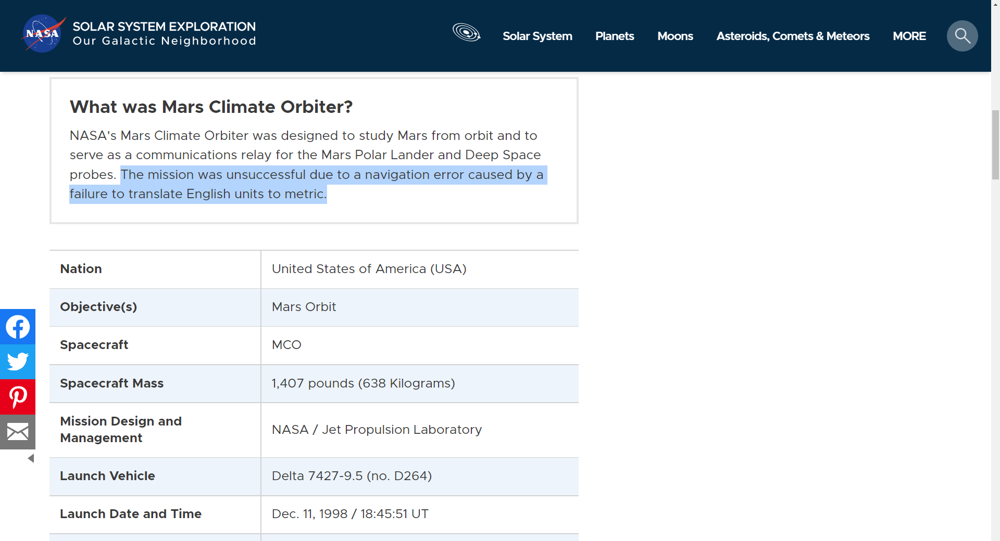 NASA
SOLAR SYSTEM EXPLORATION
Our Galactic Neighborhood
Solar System
Planets
Moons
Asteroids, Comets & Meteors
MORE
What was Mars Climate Orbiter?
NASA's Mars Climate Orbiter was designed to study Mars from orbit and to
serve as a communications relay for the Mars Polar Lander and Deep Space
probes. The mission was unsuccessful due to a navigation error caused by a
failure to translate English units to metric.
Nation
United States of America (USA)
Objective(s)
Mars Orbit
Spacecraft
MCO
Spacecraft Mass
1,407 pounds (638 Kilograms)
Mission Design and
Management
NASA / Jet Propulsion Laboratory
Launch Vehicle
Delta 7427-9.5 (no. D264)
Launch Date and Time
Dec. 11, 1998 / 18:45:51 UT